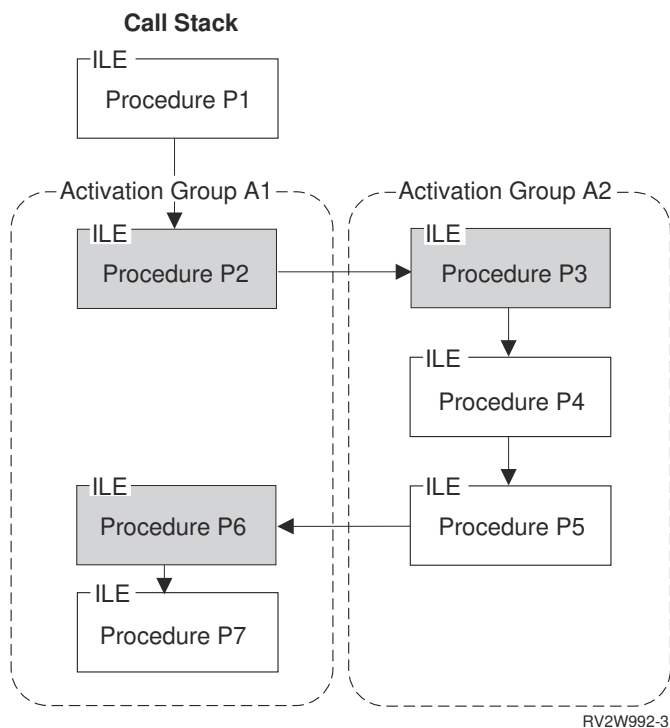 Call Stack
ILE
Procedure P1
Activation Group A1
Activation Group A2
ILE
Procedure P2
ILE
Procedure P3
ILE
Procedure P4
ILE
Procedure P6
ILE
Procedure P5
ILE
Procedure P7
RV2W992-3